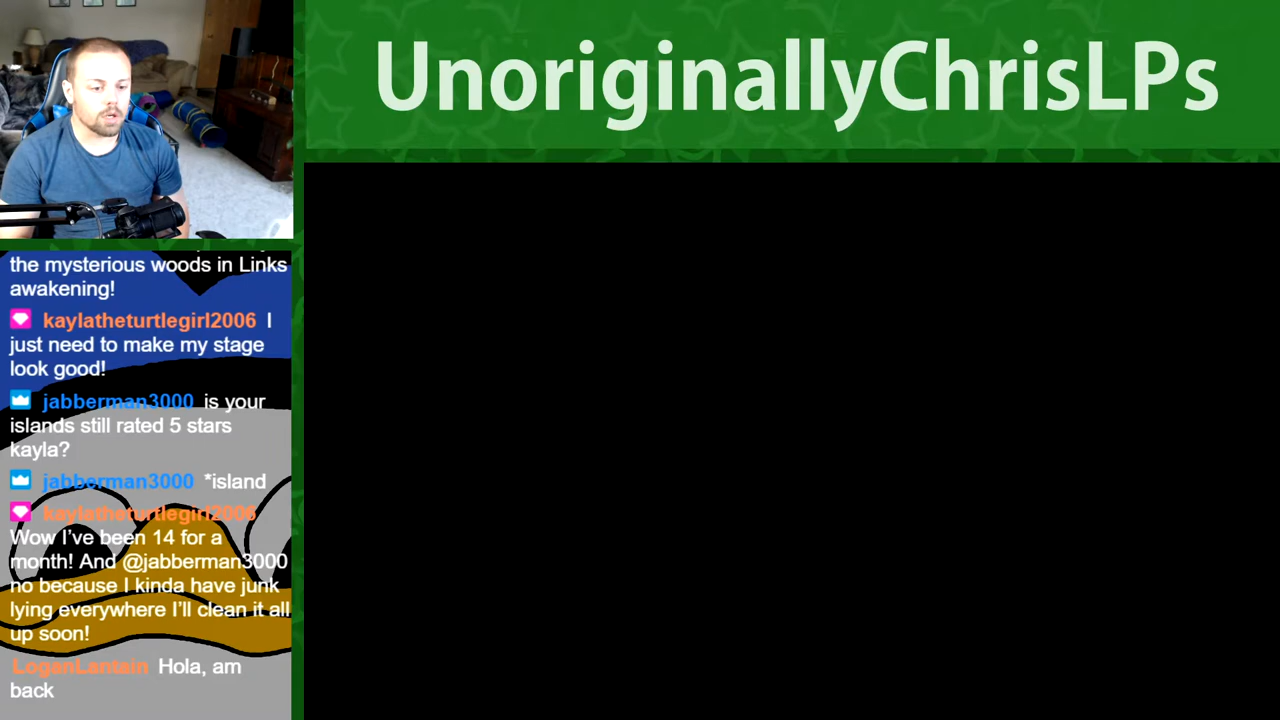 UnoriginallyChrisLPs
the mysterious woods in Links
awakening!
kaylatheturtlegirl2006 I
just need to make my stage
look good!
jabberman3000 is your
islands still rated 5 stars
kayla?
jabberman3000 *island
kaylatheturtlegirl2006
Wow I’ve been 14 for a
month! And @jabberman3000
no because I kinda have junk
lying everywhere I’ll clean it all
up soon!
LoganLantain Hola, am
back